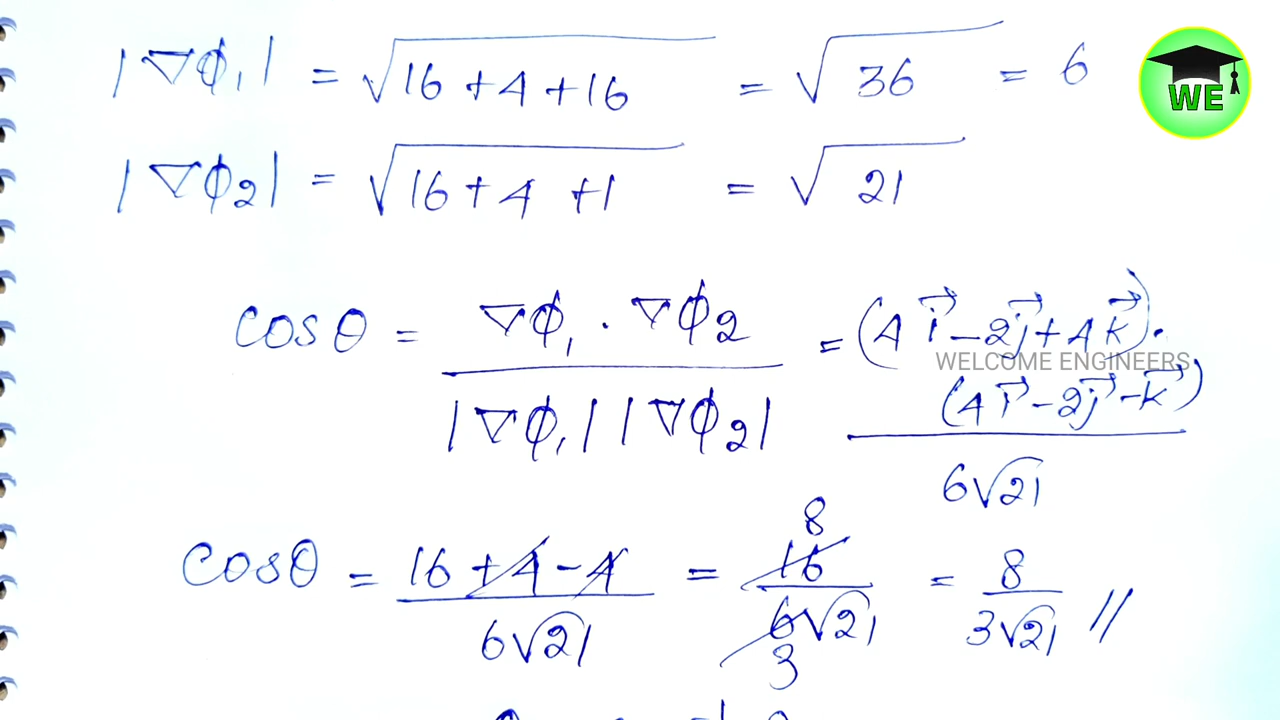 |∇φ₁| = √16 + 4 + 16 = √36 = 6
WE
|∇φ₂| = √16 + 4 + 1 = √21
cos θ = ∇φ₁ . ∇φ₂ / |∇φ₁| |∇φ₂| = (4i⃗ - 2j⃗ + 4k⃗) . (4i⃗ - 2j⃗ - k⃗) / 6√21
WELCOME ENGINEERS
cos θ = 16 + 4 - 4 / 6√21 = 16 8 / 6√21 3 = 8 / 3√21 //